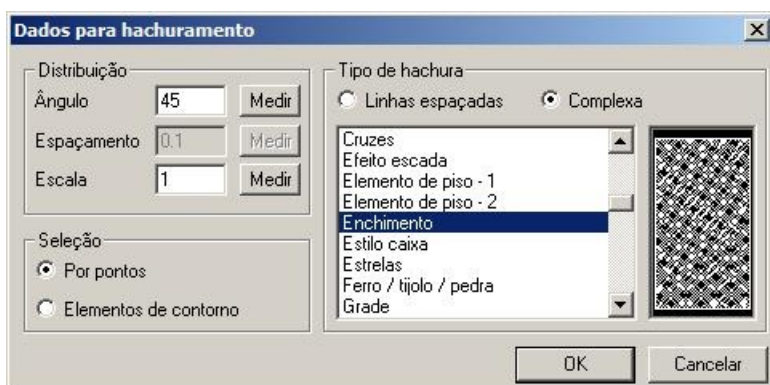 Dados para hachuramento
Distribuição
Ângulo 45 Medir
Espaçamento 0.1 Medir
Escala 1 Medir
Seleção
Por pontos
Elementos de contorno
Tipo de hachura
Linhas espaçadas Complexa
Cruzes
Efeito escada
Elemento de piso - 1
Elemento de piso - 2
Enchimento
Estilo caixa
Estrelas
Ferro / tijolo / pedra
Grade
OK Cancelar